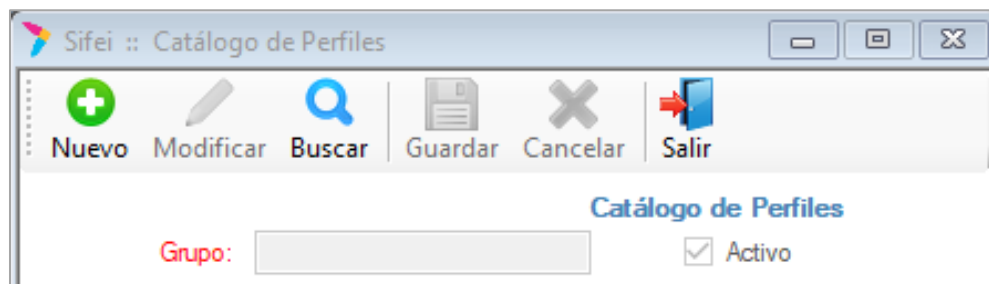 Sifei :: Catálogo de Perfiles
Nuevo Modificar Buscar Guardar Cancelar Salir
Catálogo de Perfiles
Grupo: Activo